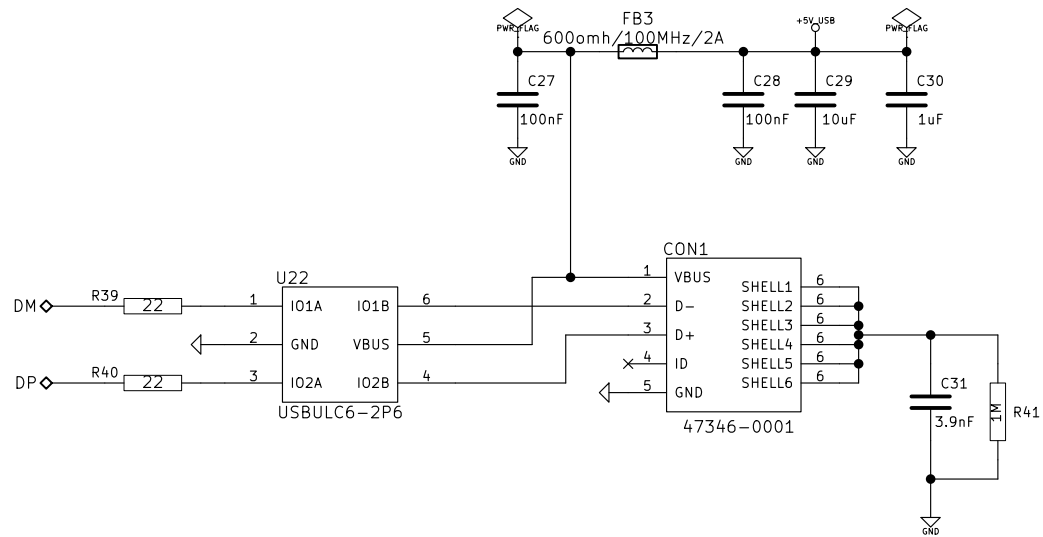 FB3
PWR_FLAG
+5V_USB
PWR_FLAG
600omh/100MHz/2A
C27
C28
C29
C30
100nF
100nF
10uF
1uF
GND
GND
GND
GND
CON1
U22
1
VBUS
SHELL1
6
DM
R39
22
1
IO1A
IO1B
6
2
D-
SHELL2
6
3
D+
SHELL3
6
2
GND
VBUS
5
SHELL4
6
4
ID
SHELL5
6
DP
R40
22
3
IO2A
IO2B
4
5
GND
SHELL6
6
USBULC6-2P6
47346-0001
C31
3.9nF
1M
R41
GND